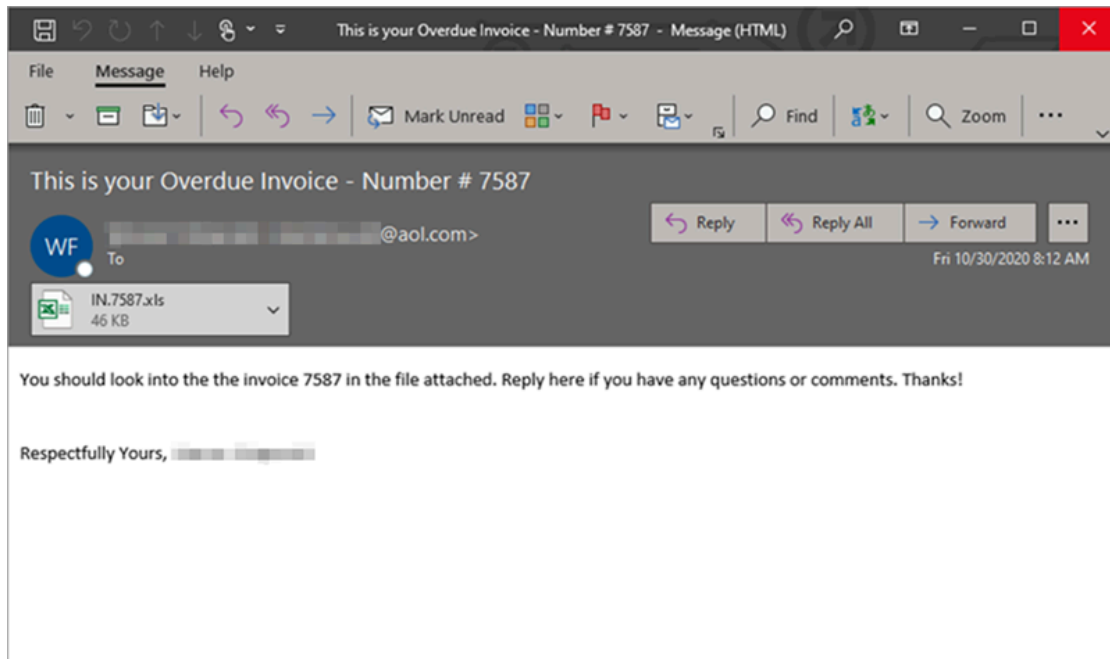 This is your Overdue Invoice - Number # 7587 - Message (HTML)
File Message Help
Mark Unread Find Zoom
This is your Overdue Invoice - Number # 7587
WF @aol.com> Reply Reply All Forward
To Fri 10/30/2020 8:12 AM
IN.7587.xls
46 KB
You should look into the the invoice 7587 in the file attached. Reply here if you have any questions or comments. Thanks!
Respectfully Yours,